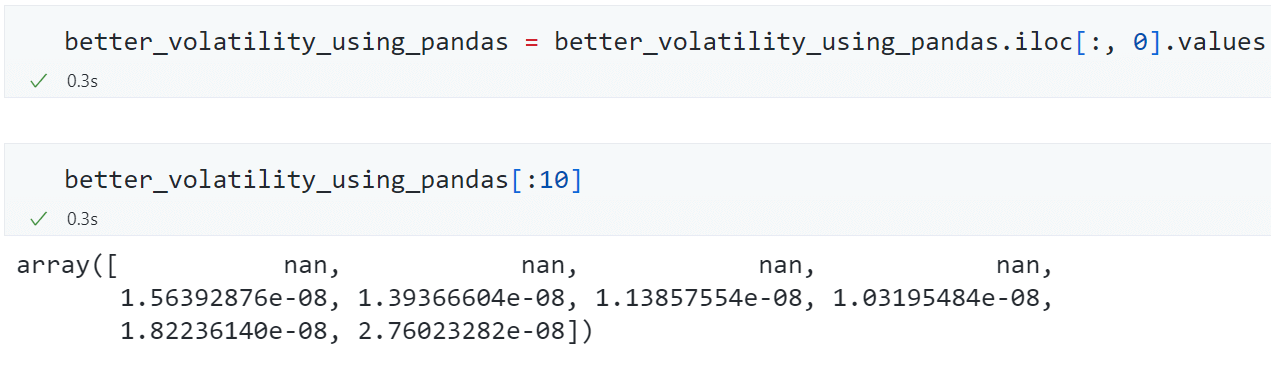 better_volatility_using_pandas = better_volatility_using_pandas.iloc[:, 0].values
0.3s
better_volatility_using_pandas[:10]
0.3s
array([           nan,            nan,            nan,            nan,
       1.56392876e-08, 1.39366604e-08, 1.13857554e-08, 1.03195484e-08,
       1.82236140e-08, 2.76023282e-08])